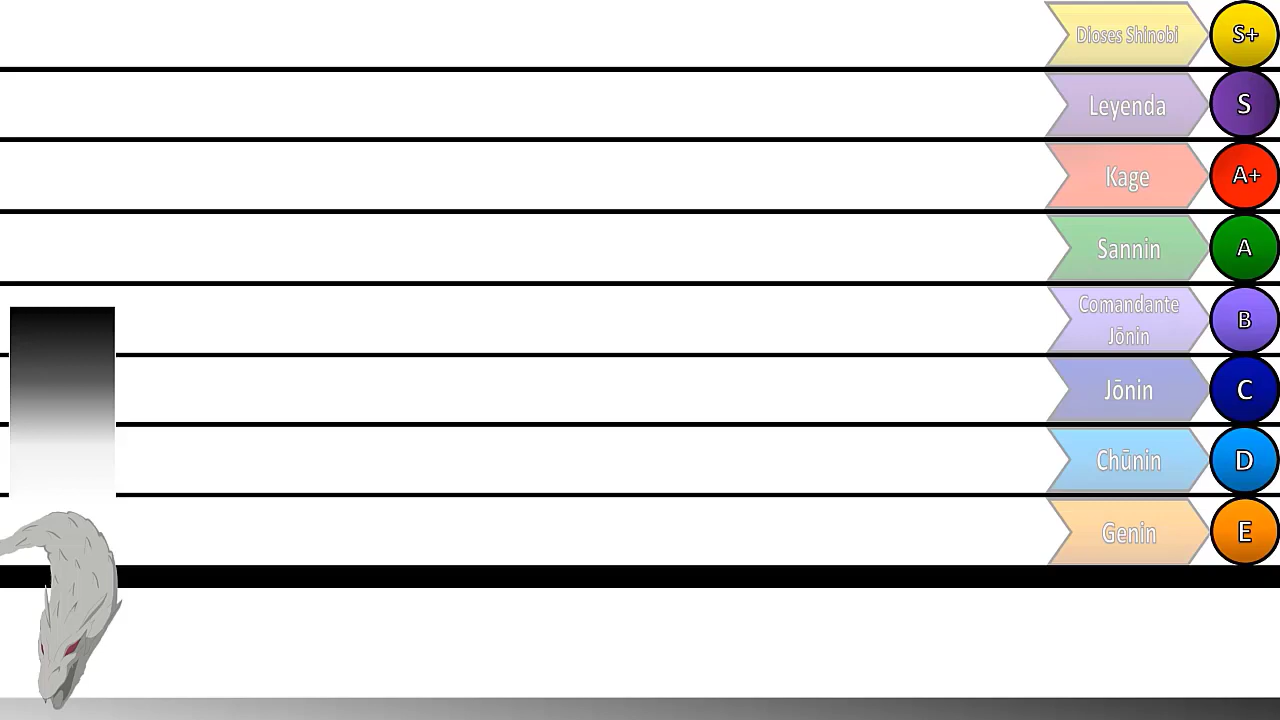 Dioses Shinobi S+
Leyenda S
Kage A+
Sannin A
Comandante
Jōnin B
Jōnin C
Chūnin D
Genin E